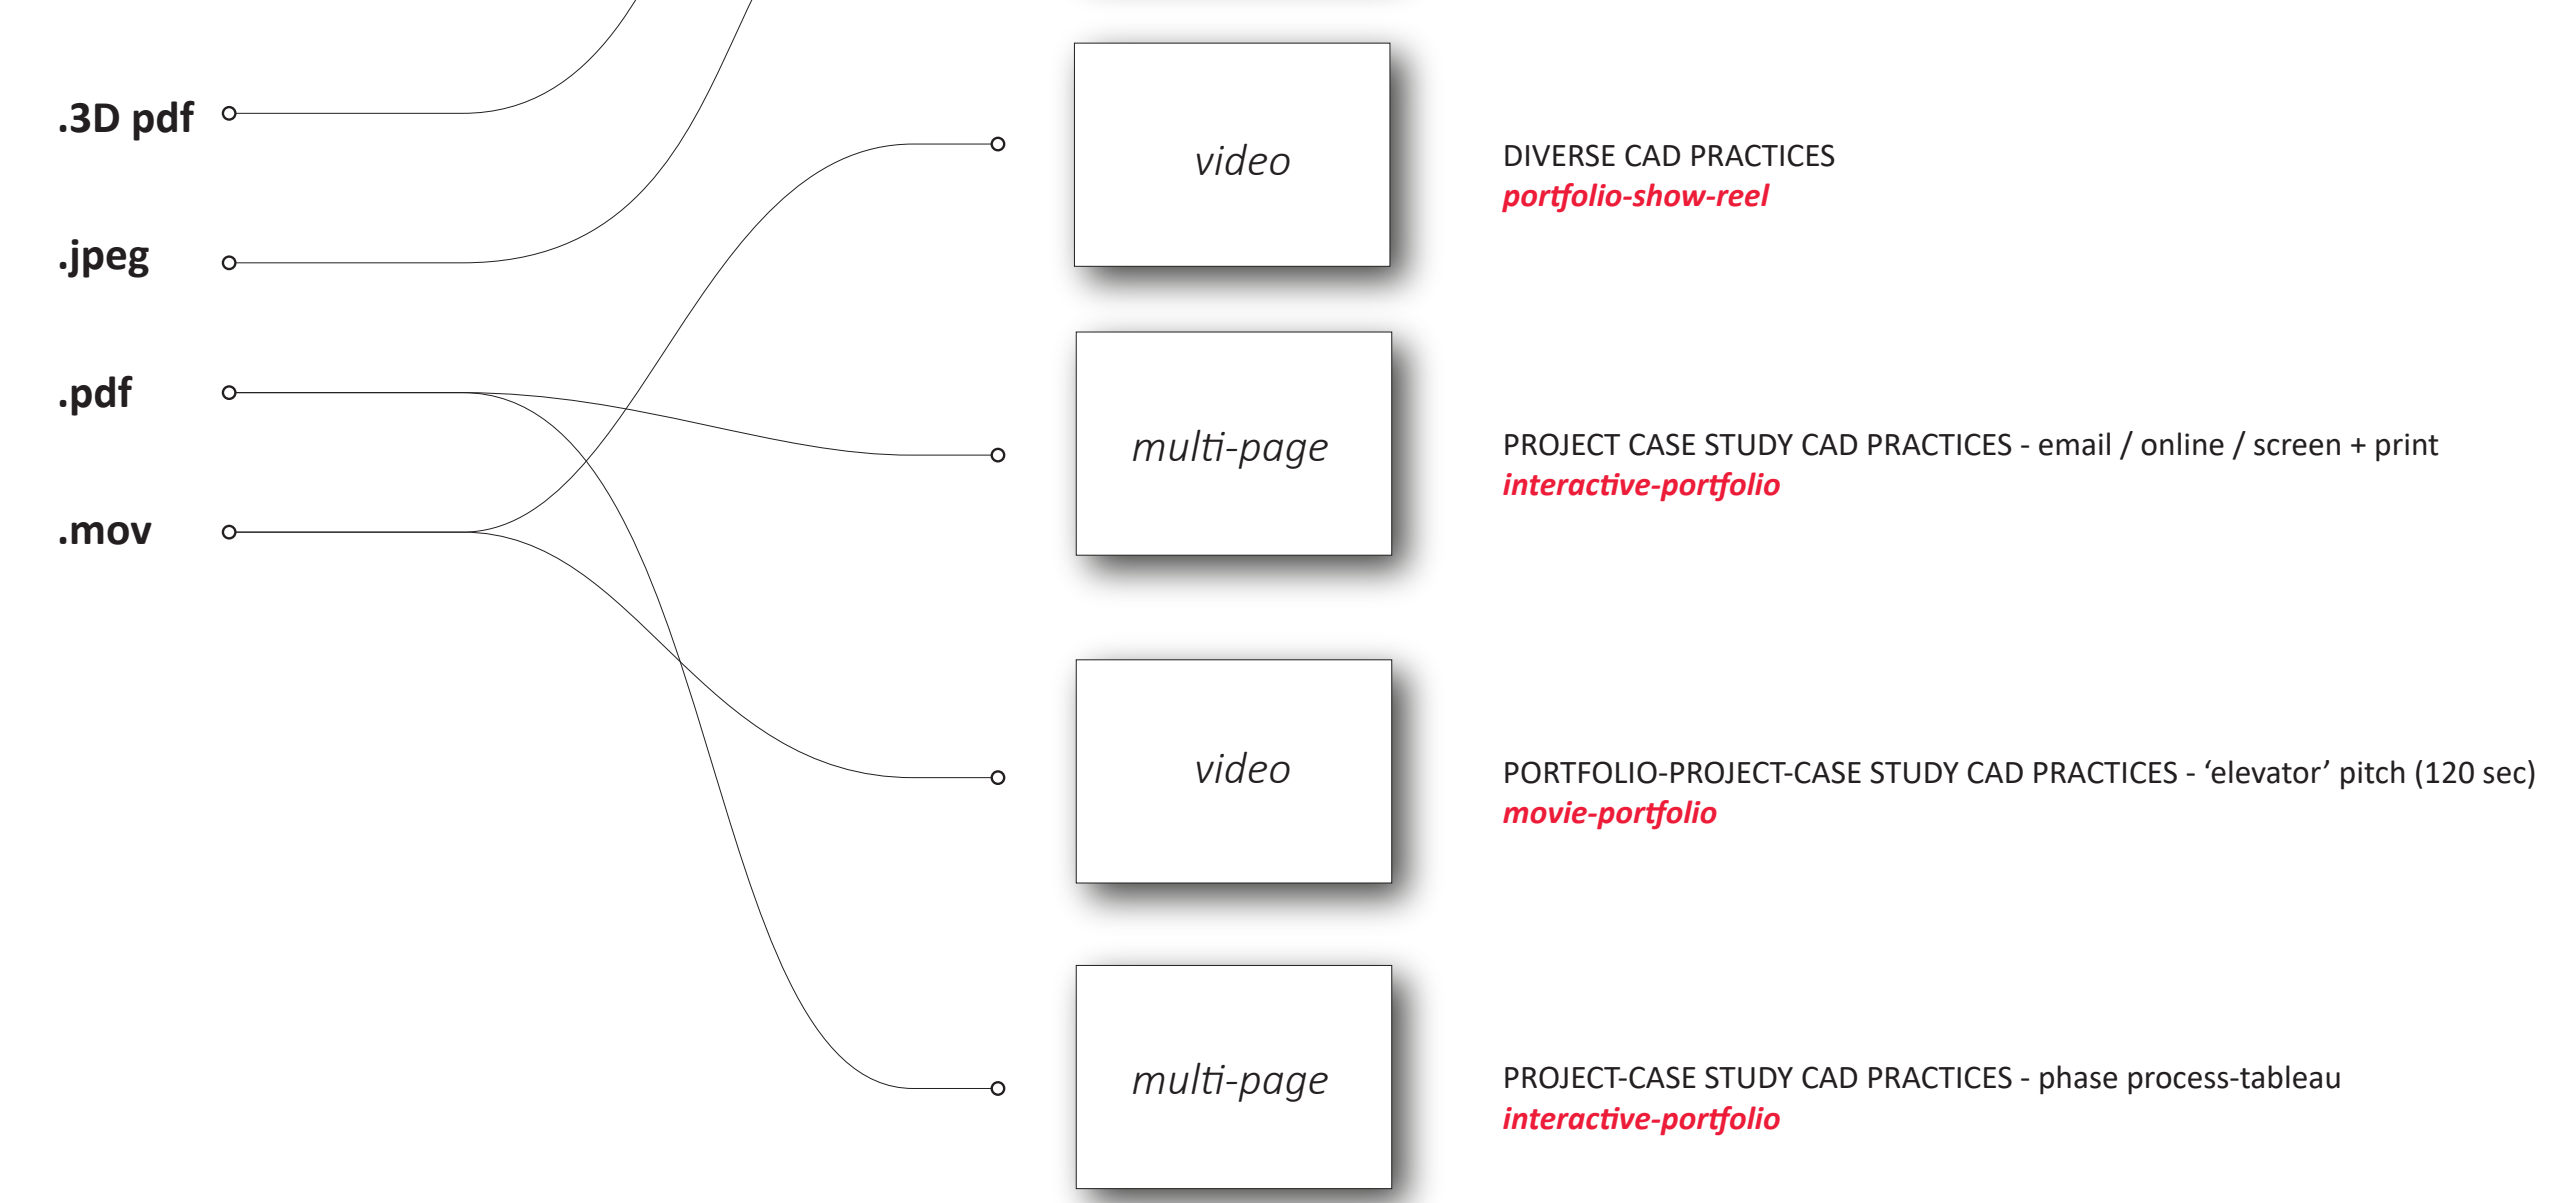 .3D pdf
.jpeg
.pdf
.mov
video
DIVERSE CAD PRACTICES
portfolio-show-reel
multi-page
PROJECT CASE STUDY CAD PRACTICES - email / online / screen + print
interactive-portfolio
video
PORTFOLIO-PROJECT-CASE STUDY CAD PRACTICES - ‘elevator’ pitch (120 sec)
movie-portfolio
multi-page
PROJECT-CASE STUDY CAD PRACTICES - phase process-tableau
interactive-portfolio